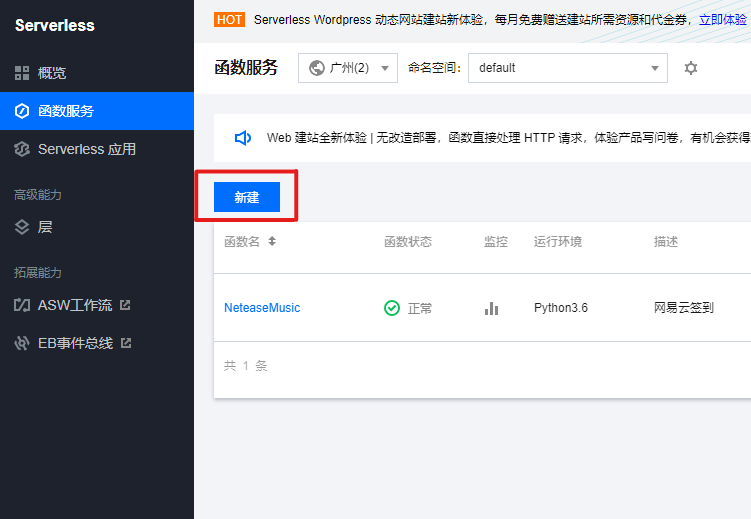 Serverless
概览
函数服务
Serverless 应用
高级能力
层
拓展能力
ASW工作流
EB事件总线
HOT Serverless Wordpress 动态网站建站新体验，每月免费赠送建站所需资源和代金券，立即体验
函数服务 广州(2) 命名空间： default
Web 建站全新体验 | 无改造部署，函数直接处理 HTTP 请求，体验产品写问卷，有机会获得
新建
函数名 函数状态 监控 运行环境 描述
NeteaseMusic 正常 Python3.6 网易云签到
共 1 条